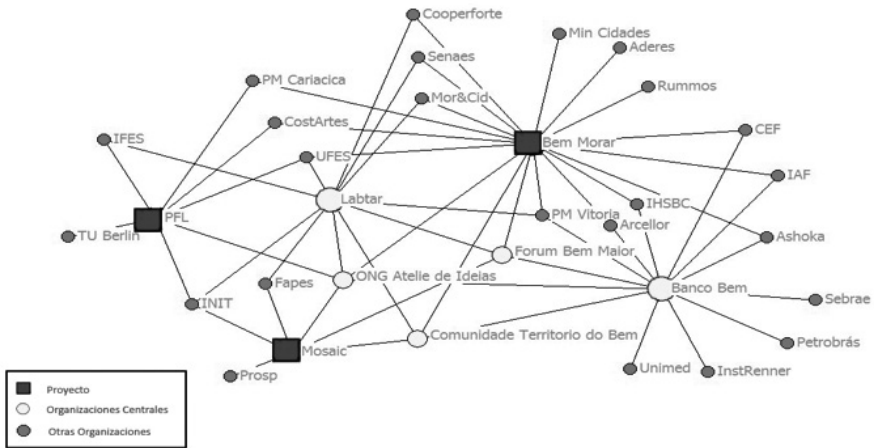 Cooperforte
Min Cidades
Aderes
Senaes
PM Cariacica
Rummos
Mor&Cid
CostArtes
CEF
IFES
Bem Morar
UFES
IAF
Labtar
IHSBC
PFL
PM Vitoria
Arcellor
TU Berlin
Ashoka
Forum Bem Maior
ONG Atelie de Ideias
Fapes
Banco Bem
INIT
Sebrae
Comunidade Territorio do Bem
Petrobrás
Mosaic
Unimed
InstRenner
Prosp
Proyecto
Organizaciones Centrales
Otras Organizaciones